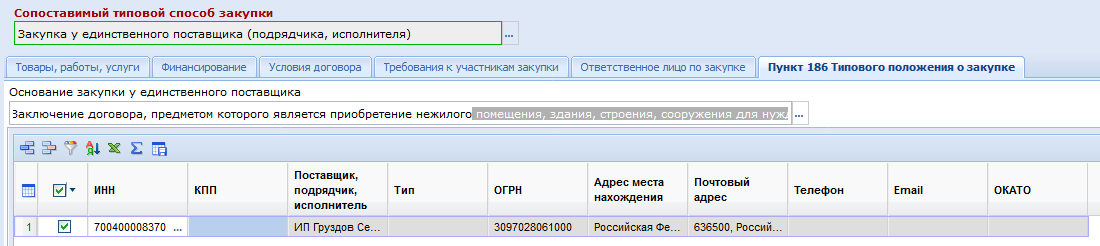 Сопоставимый типовой способ закупки
Закупка у единственного поставщика (подрядчика, исполнителя) ...
Товары, работы, услуги Финансирование Условия договора Требования к участникам закупки Ответственное лицо по закупке Пункт 186 Типового положения о закупке
Основание закупки у единственного поставщика
Заключение договора, предметом которого является приобретение нежилого помещения, здания, строения, сооружения для нужд ...
ИНН КПП Поставщик, подрядчик, исполнитель Тип ОГРН Адрес места нахождения Почтовый адрес Телефон Email ОКАТО
1 700400008370 ... ИП Груздов Се... 3097028061000 Российская Фе... 636500, Россий...